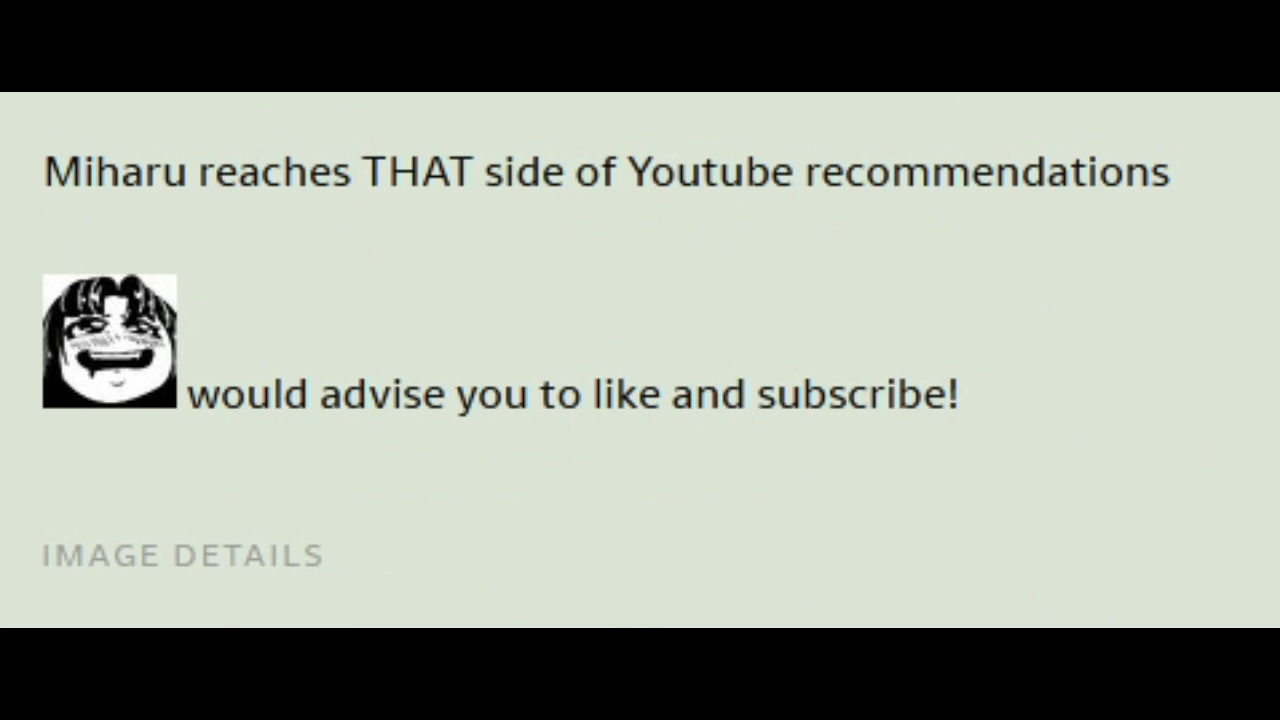 Miharu reaches THAT side of Youtube recommendations
would advise you to like and subscribe!
IMAGE DETAILS